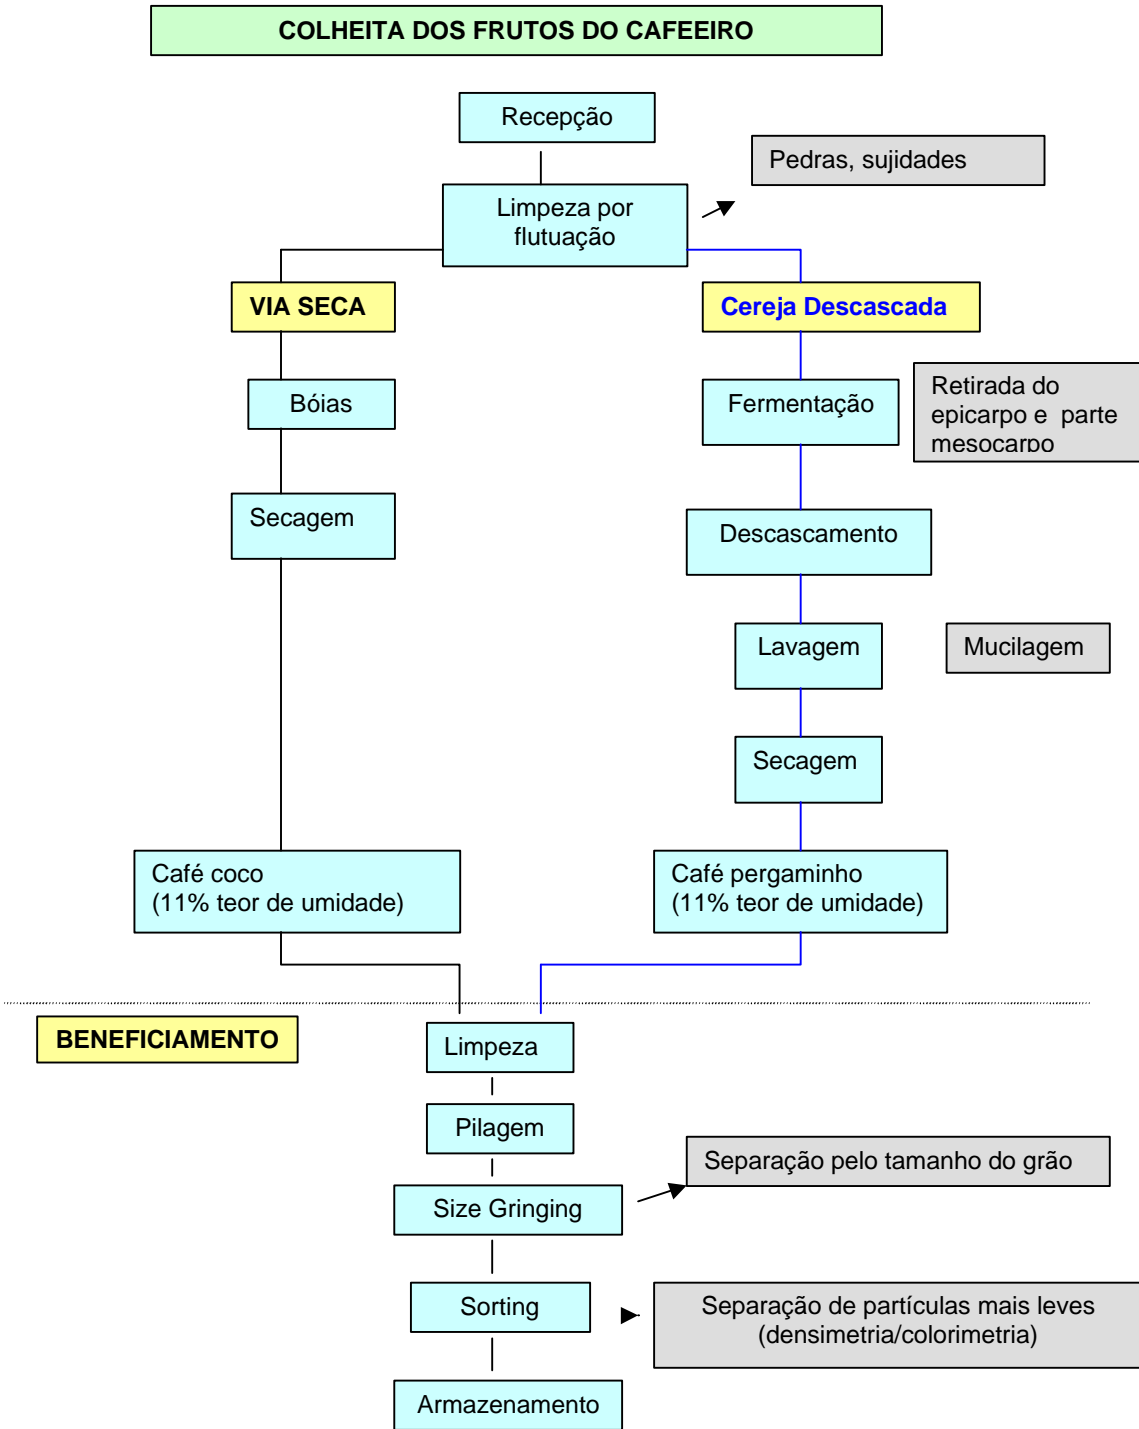 COLHEITA DOS FRUTOS DO CAFEEIRO
Recepção
Pedras, sujidades
Limpeza por
flutuação
VIA SECA
Cereja Descascada
Bóias
Fermentação
Retirada do
epicarpo e parte
mesocarpo
Secagem
Descascamento
Lavagem
Mucilagem
Secagem
Café coco
(11% teor de umidade)
Café pergaminho
(11% teor de umidade)
BENEFICIAMENTO
Limpeza
Pilagem
Separação pelo tamanho do grão
Size Gringing
Sorting
Separação de partículas mais leves
(densimetria/colorimetria)
Armazenamento